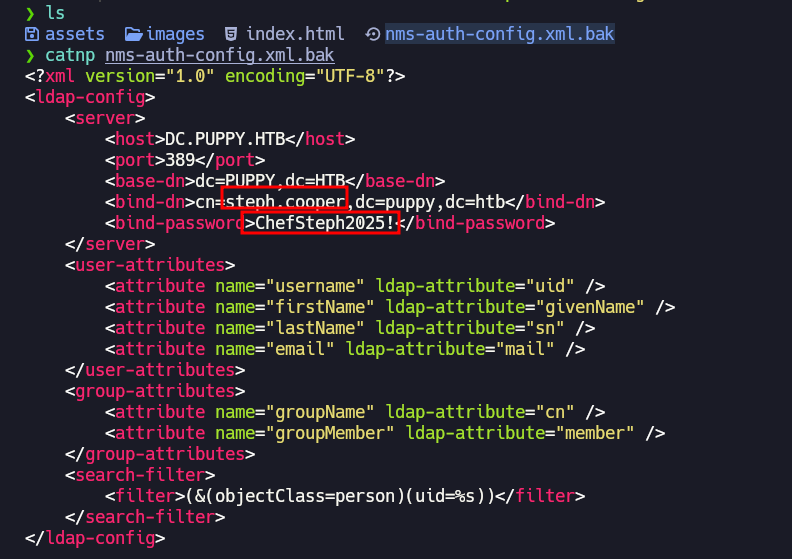 ❯ ls
assets images index.html nms-auth-config.xml.bak
❯ catnp nms-auth-config.xml.bak
<?xml version="1.0" encoding="UTF-8"?>
<ldap-config>
    <server>
        <host>DC.PUPPY.HTB</host>
        <port>389</port>
        <base-dn>dc=PUPPY,dc=HTB</base-dn>
        <bind-dn>cn=steph.cooper,dc=puppy,dc=htb</bind-dn>
        <bind-password>ChefSteph2025!</bind-password>
    </server>
    <user-attributes>
        <attribute name="username" ldap-attribute="uid" />
        <attribute name="firstName" ldap-attribute="givenName" />
        <attribute name="lastName" ldap-attribute="sn" />
        <attribute name="email" ldap-attribute="mail" />
    </user-attributes>
    <group-attributes>
        <attribute name="groupName" ldap-attribute="cn" />
        <attribute name="groupMember" ldap-attribute="member" />
    </group-attributes>
    <search-filter>
        <filter>(&(objectClass=person)(uid=%s))</filter>
    </search-filter>
</ldap-config>